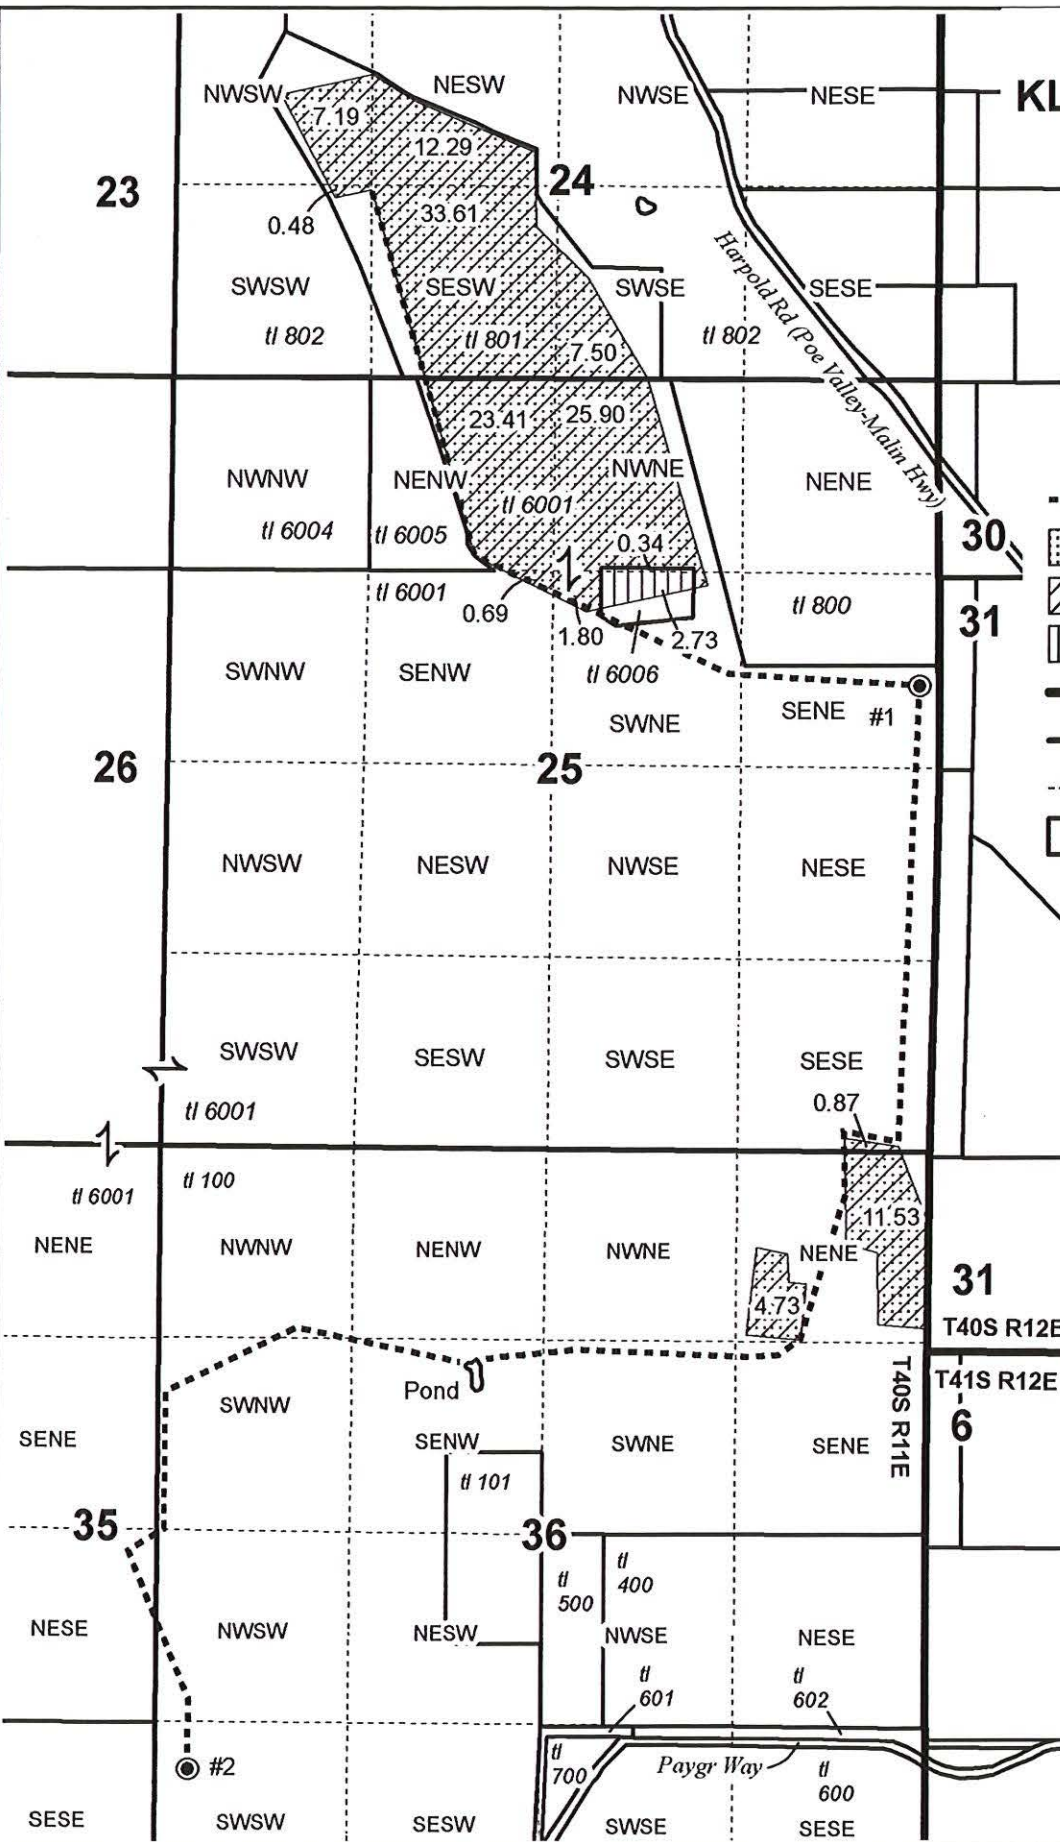 NWSW
NESW
NWSE
NESE
KL
7.19
12.29
23
24
33.61
0.48
Harpold Rd (Poe Valley-Malin Hwy)
SWSW
SESW
SWSE
SESE
tl 802
tl 801
7.50
tl 802
23.41
25.90
NWNW
NENW
NWNE
NENE
tl 6004
tl 6005
tl 6001
0.34
30
tl 6001
0.69
1.80
2.73
tl 800
31
SWNW
SENW
tl 6006
SWNE
SENE
#1
26
25
NWSW
NESW
NWSE
NESE
SWSW
SESW
SWSE
SESE
0.87
tl 6001
tl 6001
tl 100
11.53
NENE
NWNW
NENW
NWNE
NENE
31
4.73
T40S R12E
T41S R12E
T40S R11E
Pond
SWNW
SENE
SENW
SWNE
SENE
6
tl 101
35
36
tl
500
tl
400
NESE
NWSW
NESW
NWSE
NESE
tl
601
tl
602
#2
tl
700
Paygr Way
tl
600
SESE
SWSW
SESW
SWSE
SESE